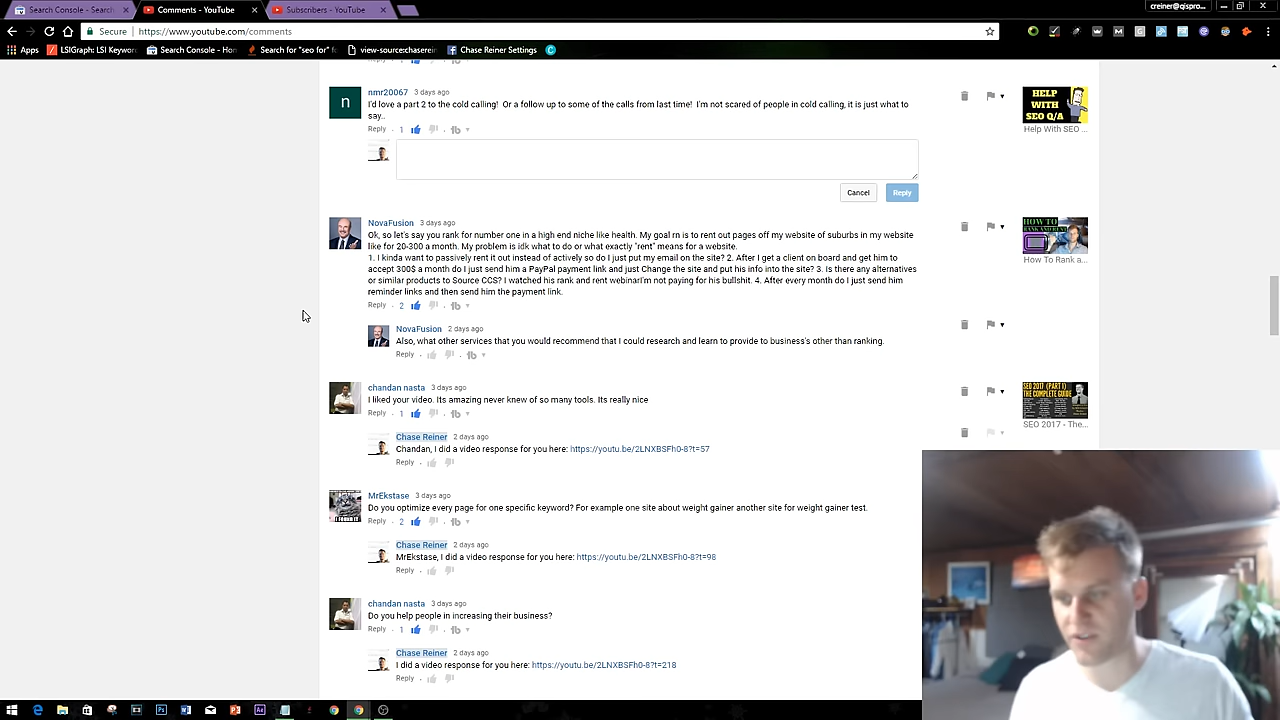 Search Console - Search
Comments - YouTube
Subscribers - YouTube
creiner@qispro...
Secure
https://www.youtube.com/comments
Apps
LSIGraph: LSI Keywor
Search Console - Hon
Search for "seo for" f
view-source:chaserein
Chase Reiner Settings
nmr20067 3 days ago
I'd love a part 2 to the cold calling! Or a follow up to some of the calls from last time! I'm not scared of people in cold calling, it is just what to
say..
Reply 1
HELP
WITH
SEO Q/A
Help With SEO ...
Cancel Reply
NovaFusion 3 days ago
Ok, so let's say you rank for number one in a high end niche like health. My goal rn is to rent out pages off my website of suburbs in my website
like for 20-300 a month. My problem is idk what to do or what exactly "rent" means for a website.
1. I kinda want to passively rent it out instead of actively so do I just put my email on the site? 2. After I get a client on board and get him to
accept 300$ a month do I just send him a PayPal payment link and just Change the site and put his info into the site? 3. Is there any alternatives
or similar products to Source CCS? I watched his rank and rent webinarI'm not paying for his bullshit. 4. After every month do I just send him
reminder links and then send him the payment link.
Reply 2
HOW TO
How To Rank a...
NovaFusion 2 days ago
Also, what other services that you would recommend that I could research and learn to provide to business's other than ranking.
Reply
chandan nasta 3 days ago
I liked your video. Its amazing never knew of so many tools. Its really nice
Reply 1
SEO 2017 (PART 1)
THE COMPLETE GUIDE
SEO 2017 - The...
Chase Reiner 2 days ago
Chandan, I did a video response for you here: https://youtu.be/2LNXBSFh0-8?t=57
Reply
MrEkstase 3 days ago
Do you optimize every page for one specific keyword? For example one site about weight gainer another site for weight gainer test.
Reply 2
Chase Reiner 2 days ago
MrEkstase, I did a video response for you here: https://youtu.be/2LNXBSFh0-8?t=98
Reply
chandan nasta 3 days ago
Do you help people in increasing their business?
Reply 1
Chase Reiner 2 days ago
I did a video response for you here: https://youtu.be/2LNXBSFh0-8?t=218
Reply